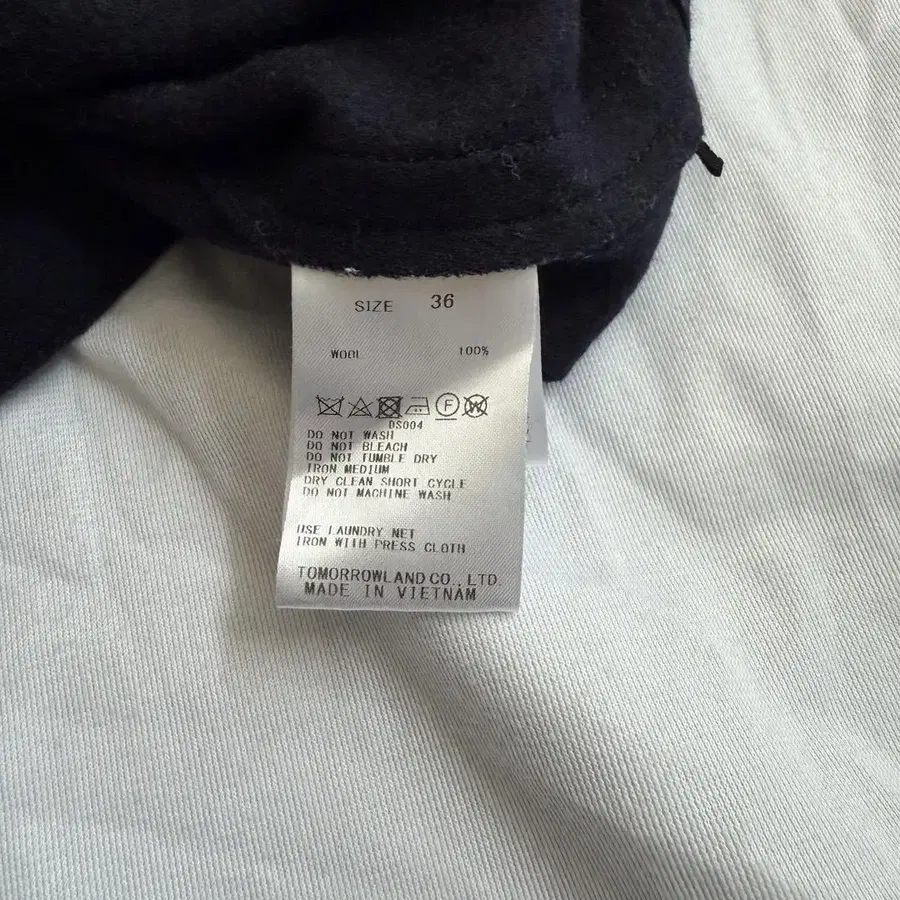 SIZE 36
WOOL 100%
F W
DS004
DO NOT WASH
DO NOT BLEACH
DO NOT TUMBLE DRY
IRON MEDIUM
DRY CLEAN SHORT CYCLE
DO NOT MACHINE WASH
USE LAUNDRY NET
IRON WITH PRESS CLOTH
TOMORROWLAND CO., LTD.
MADE IN VIETNAM